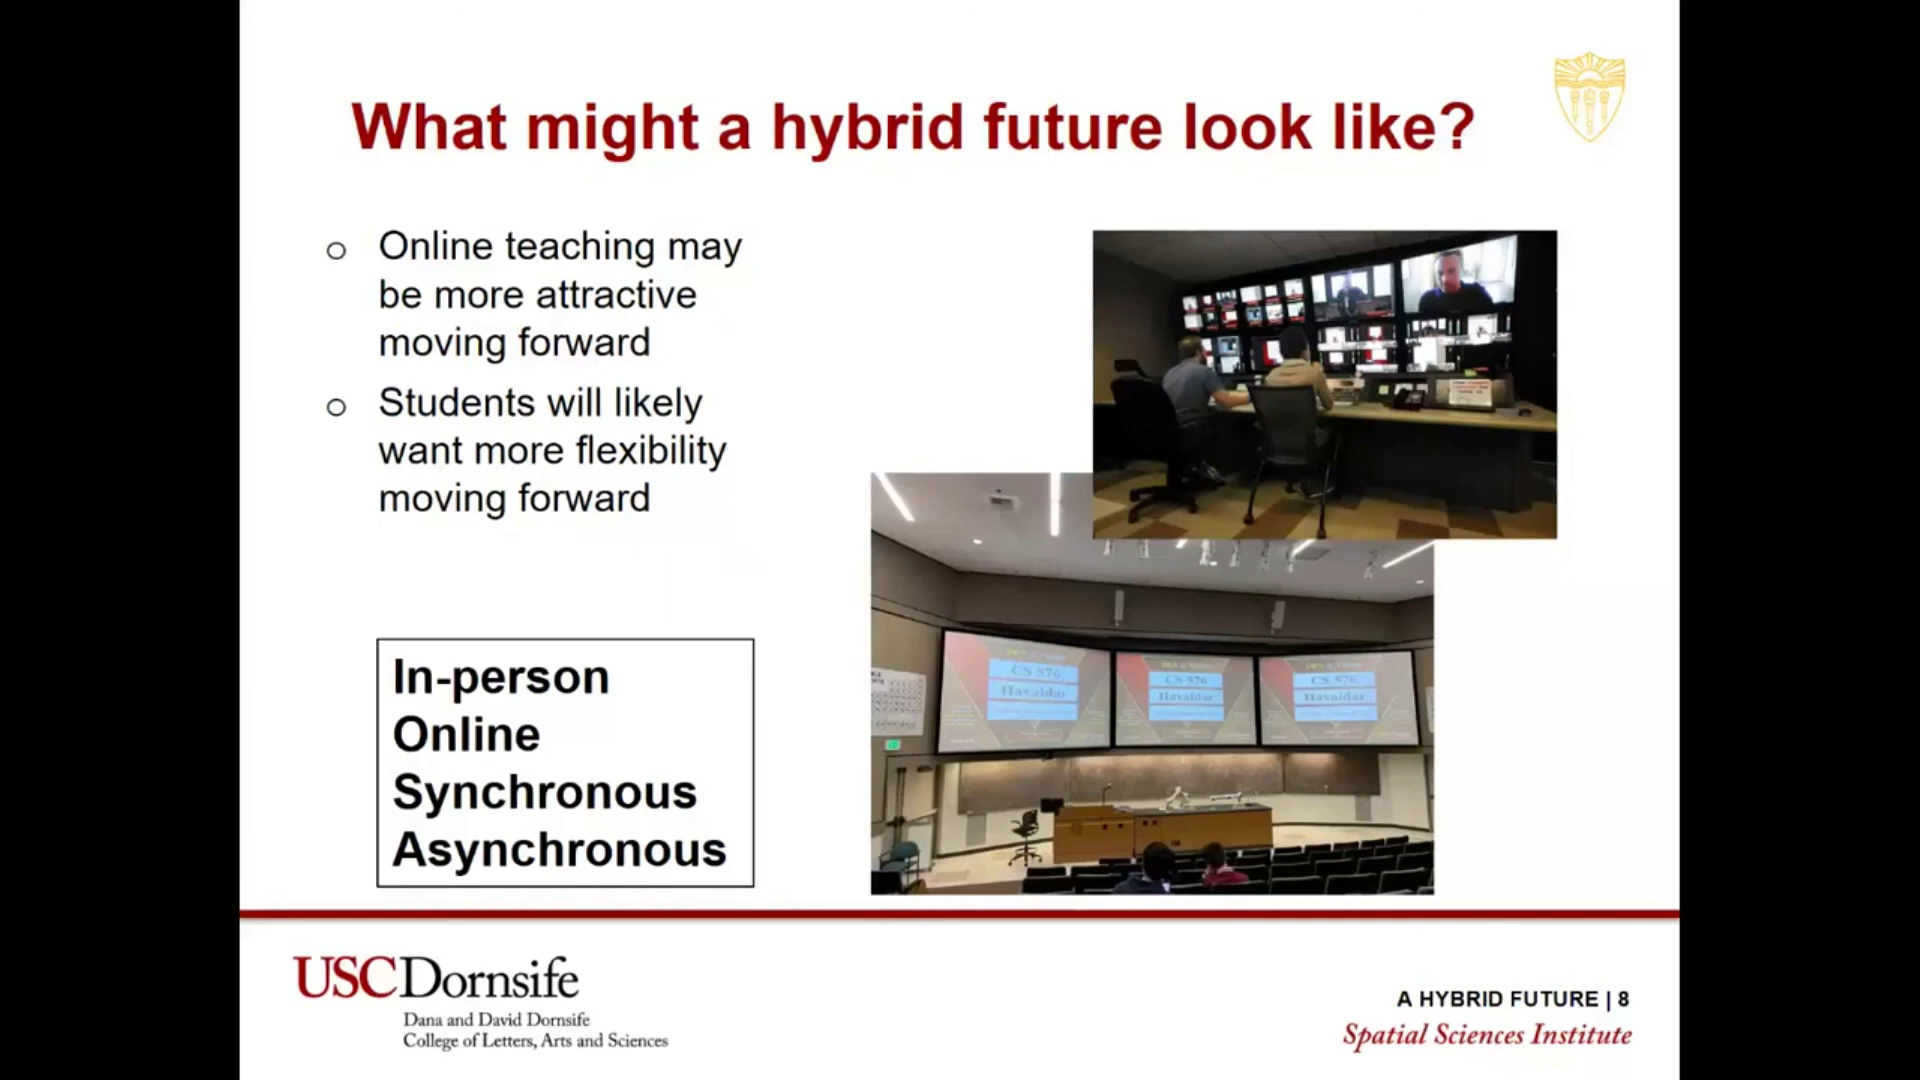 What might a hybrid future look like?
o Online teaching may
be more attractive
moving forward
o Students will likely
want more flexibility
moving forward
In-person
Online
Synchronous
Asynchronous
CS 576
Havaldar
CS 576
Havaldar
CS 576
Havaldar
USCDornsife
Dana and David Dornsife
College of Letters, Arts and Sciences
A HYBRID FUTURE | 8
Spatial Sciences Institute